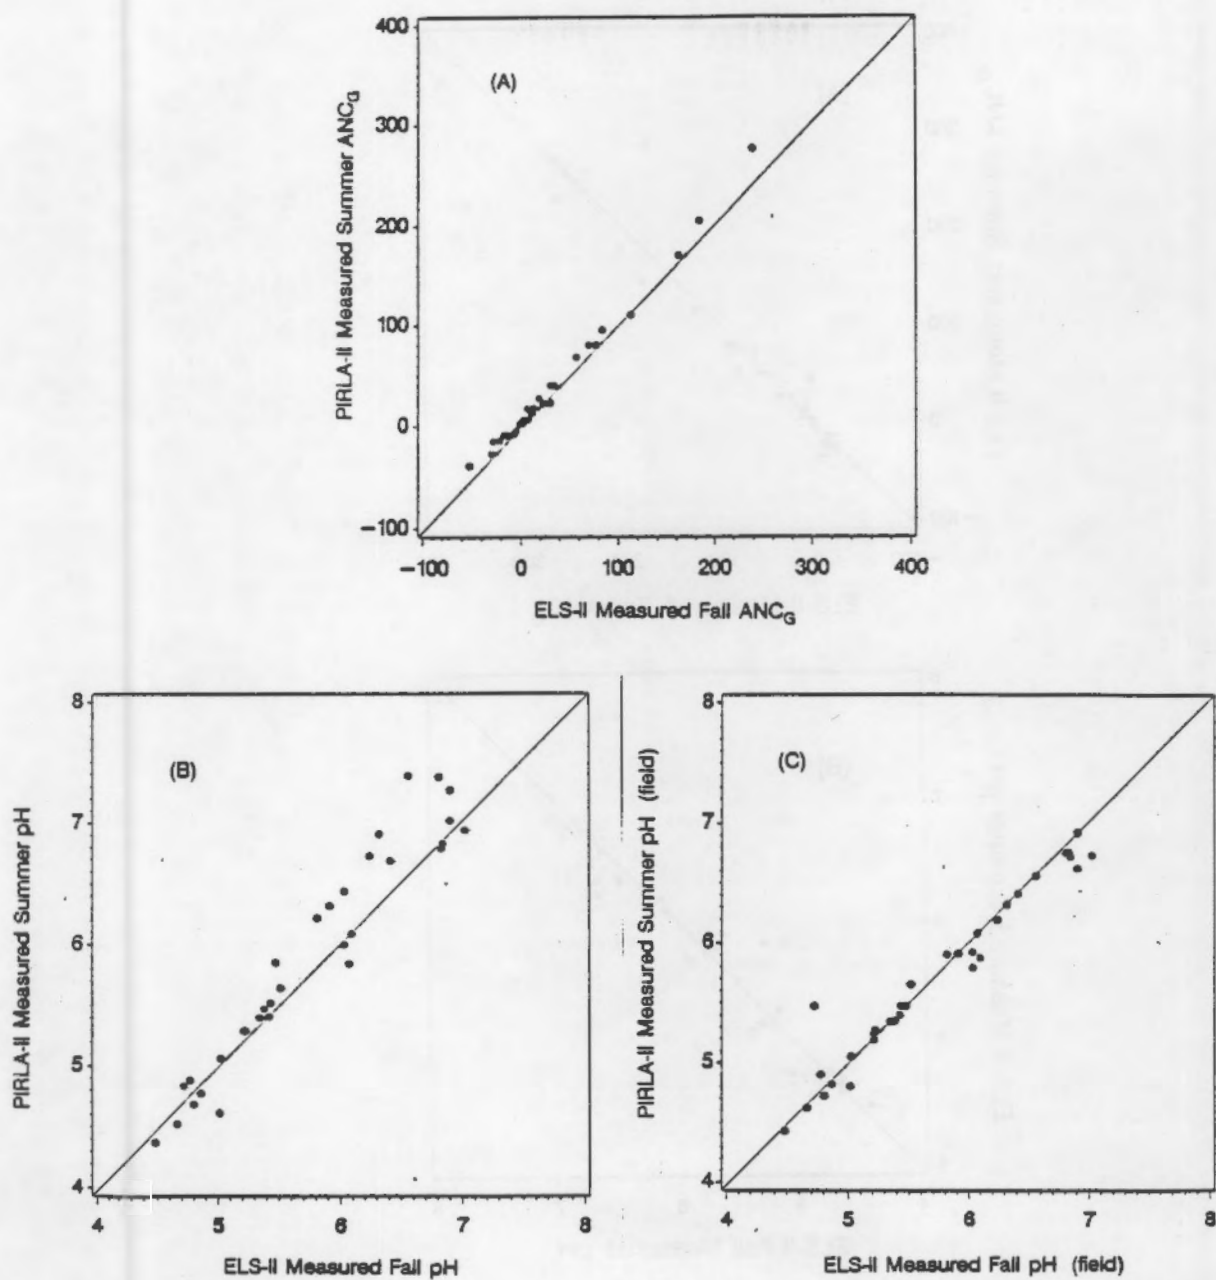 400
300
200
100
0
−100
PIRLA-II Measured Summer ANCG
(A)
−100 0 100 200 300 400
ELS-II Measured Fall ANCG
8
7
6
5
4
PIRLA-II Measured Summer pH
(B)
4 5 6 7 8
ELS-II Measured Fall pH
8
7
6
5
4
PIRLA-II Measured Summer pH (field)
(C)
4 5 6 7 8
ELS-II Measured Fall pH (field)